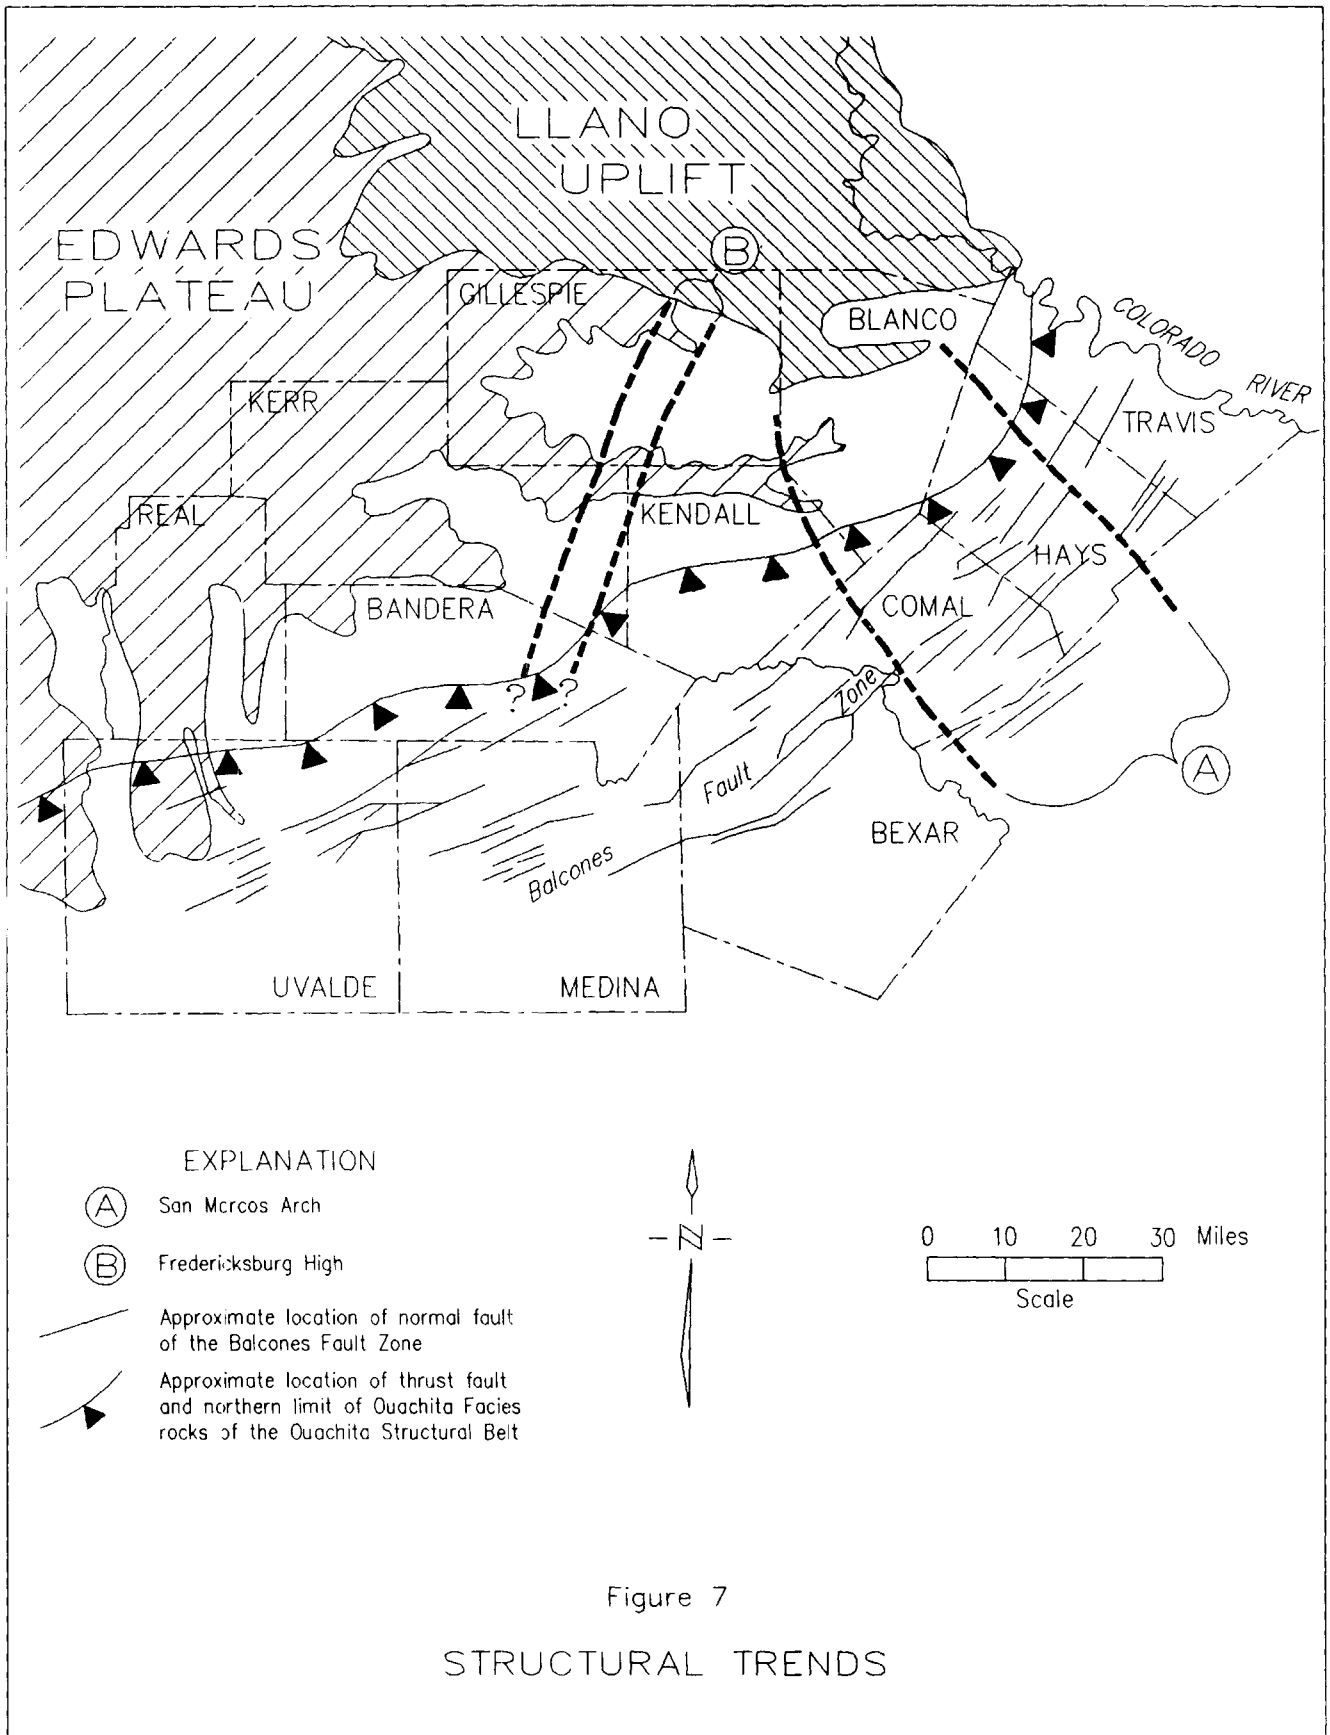 LLANO
UPLIFT
EDWARDS
PLATEAU
B
GILLESPIE
BLANCO
COLORADO
RIVER
KERR
TRAVIS
REAL
KENDALL
HAYS
BANDERA
COMAL
? ?
Zone
Fault
A
Balcones
BEXAR
UVALDE
MEDINA
EXPLANATION
A San Marcos Arch
B Fredericksburg High
Approximate location of normal fault
of the Balcones Fault Zone
Approximate location of thrust fault
and northern limit of Ouachita Facies
rocks of the Ouachita Structural Belt
N
0 10 20 30 Miles
Scale
Figure 7
STRUCTURAL TRENDS